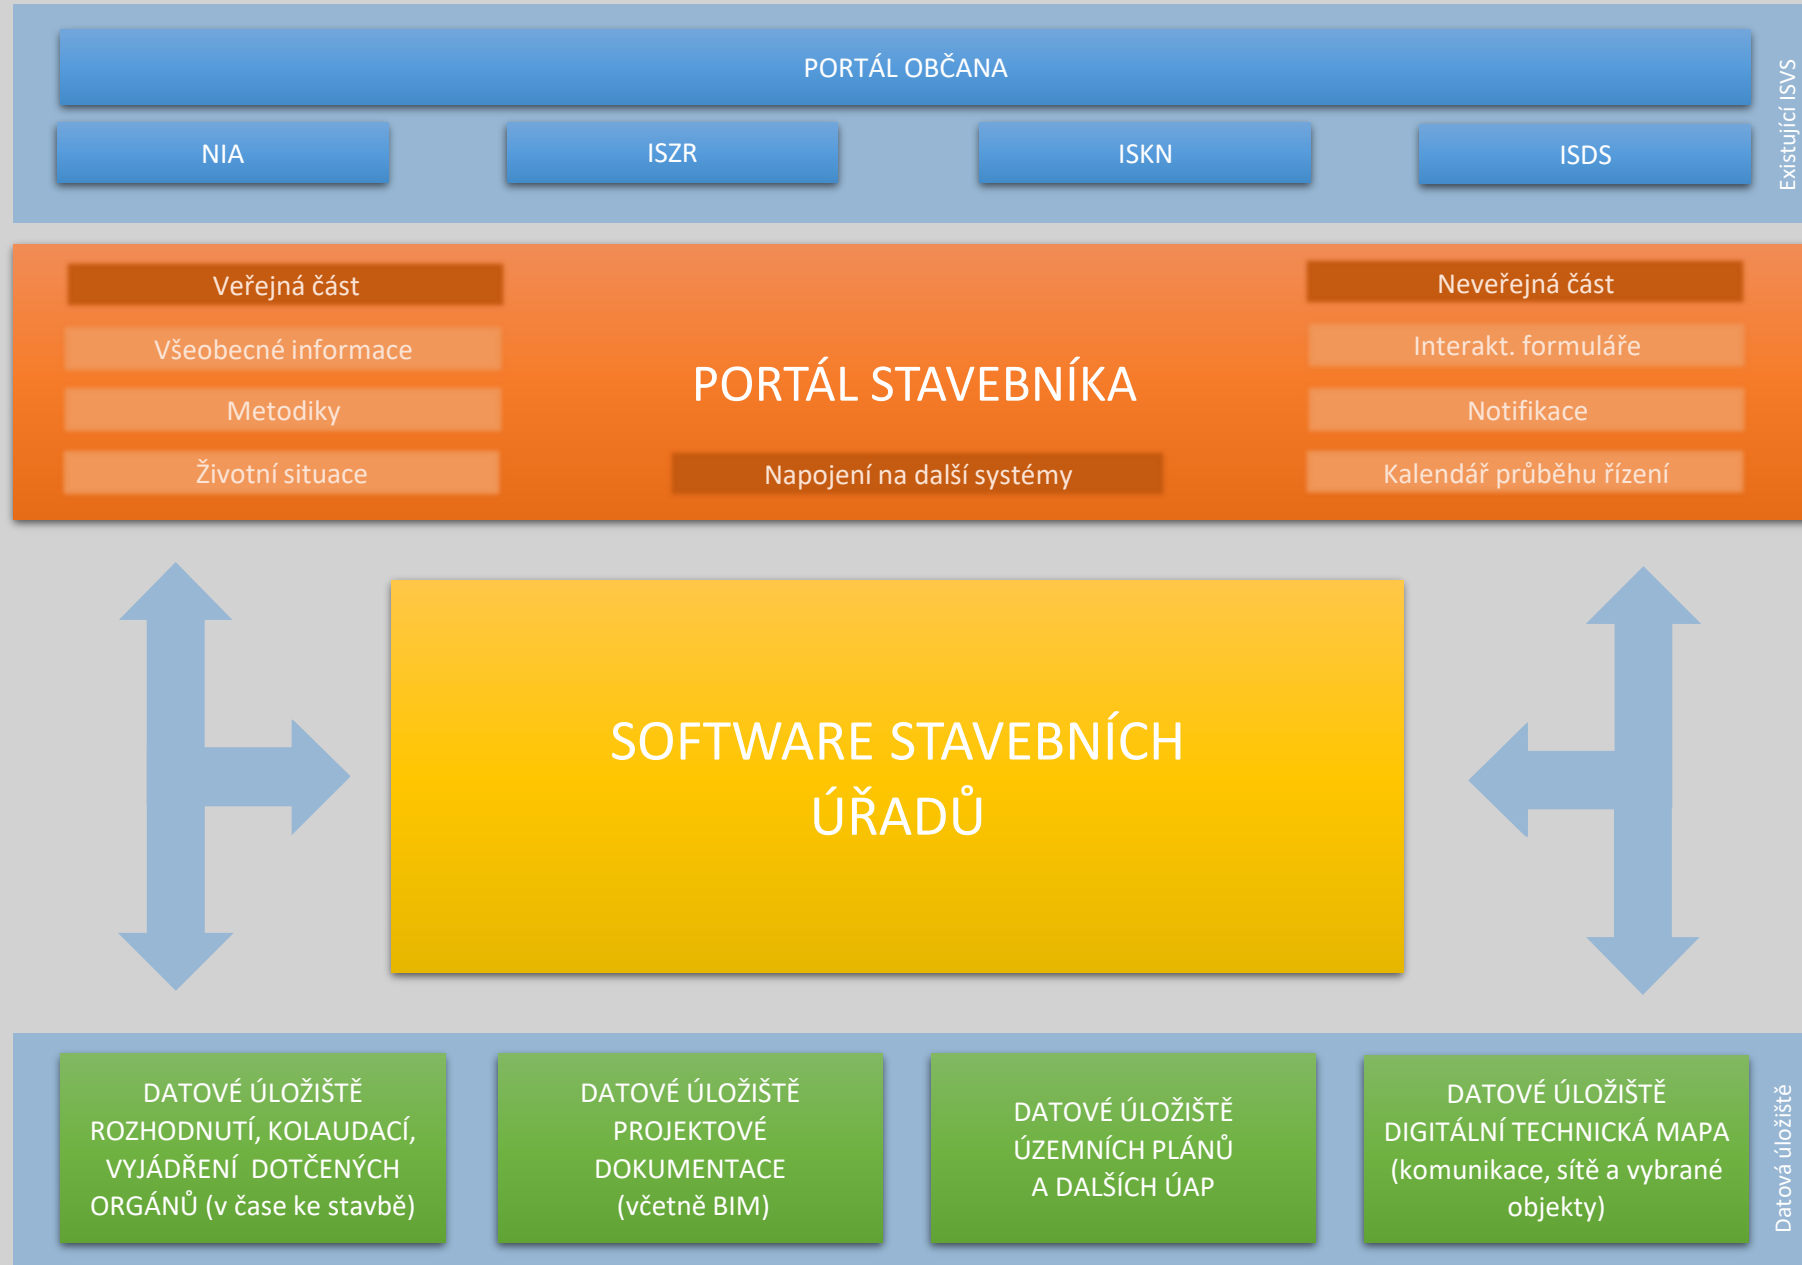 PORTÁL OBČANA
NIA
ISZR
ISKN
ISDS
Existující ISVS
Veřejná část
Všeobecné informace
Metodiky
Životní situace
PORTÁL STAVEBNÍKA
Napojení na další systémy
Neveřejná část
Interakt. formuláře
Notifikace
Kalendář průběhu řízení
SOFTWARE STAVEBNÍCH
ÚŘADŮ
DATOVÉ ÚLOŽIŠTĚ
ROZHODNUTÍ, KOLAUDACÍ,
VYJÁDŘENÍ DOTČENÝCH
ORGÁNŮ (v čase ke stavbě)
DATOVÉ ÚLOŽIŠTĚ
PROJEKTOVÉ
DOKUMENTACE
(včetně BIM)
DATOVÉ ÚLOŽIŠTĚ
ÚZEMNÍCH PLÁNŮ
A DALŠÍCH ÚAP
DATOVÉ ÚLOŽIŠTĚ
DIGITÁLNÍ TECHNICKÁ MAPA
(komunikace, sítě a vybrané
objekty)
Datová úložiště